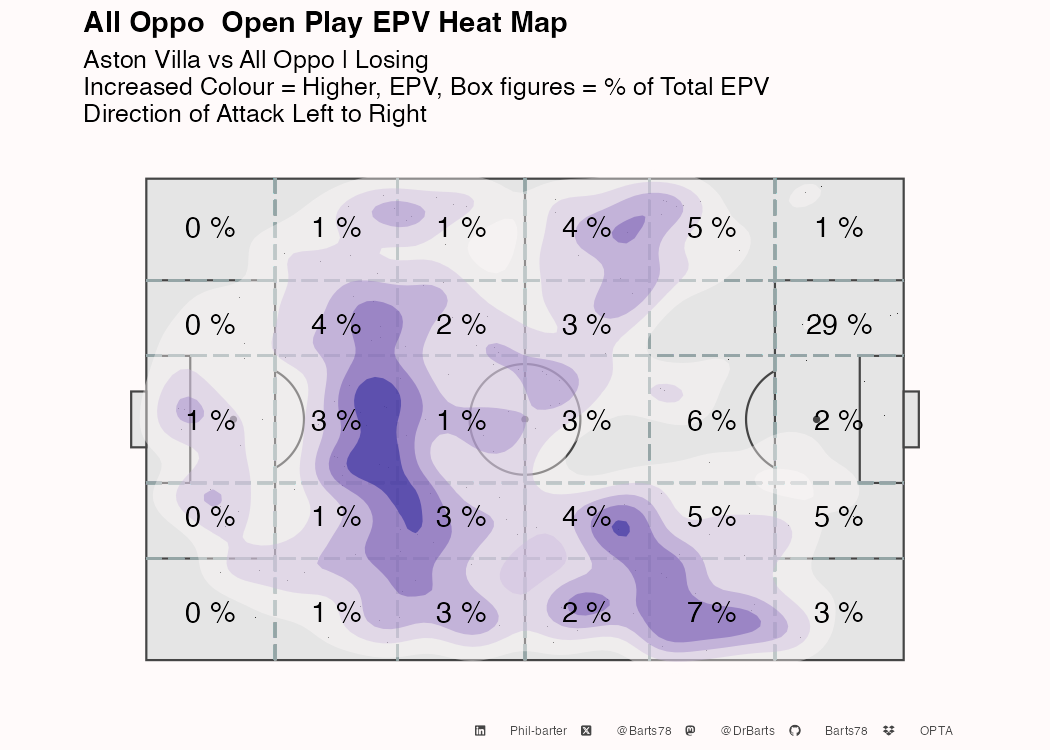 All Oppo  Open Play EPV Heat Map
Aston Villa vs All Oppo | Losing
Increased Colour = Higher, EPV, Box figures = % of Total EPV
Direction of Attack Left to Right
0 % 1 % 1 % 4 % 5 % 1 %
0 % 4 % 2 % 3 % 29 %
1 % 3 % 1 % 3 % 6 % 2 %
0 % 1 % 3 % 4 % 5 % 5 %
0 % 1 % 3 % 2 % 7 % 3 %
Phil-barter @Barts78 @DrBarts Barts78 OPTA